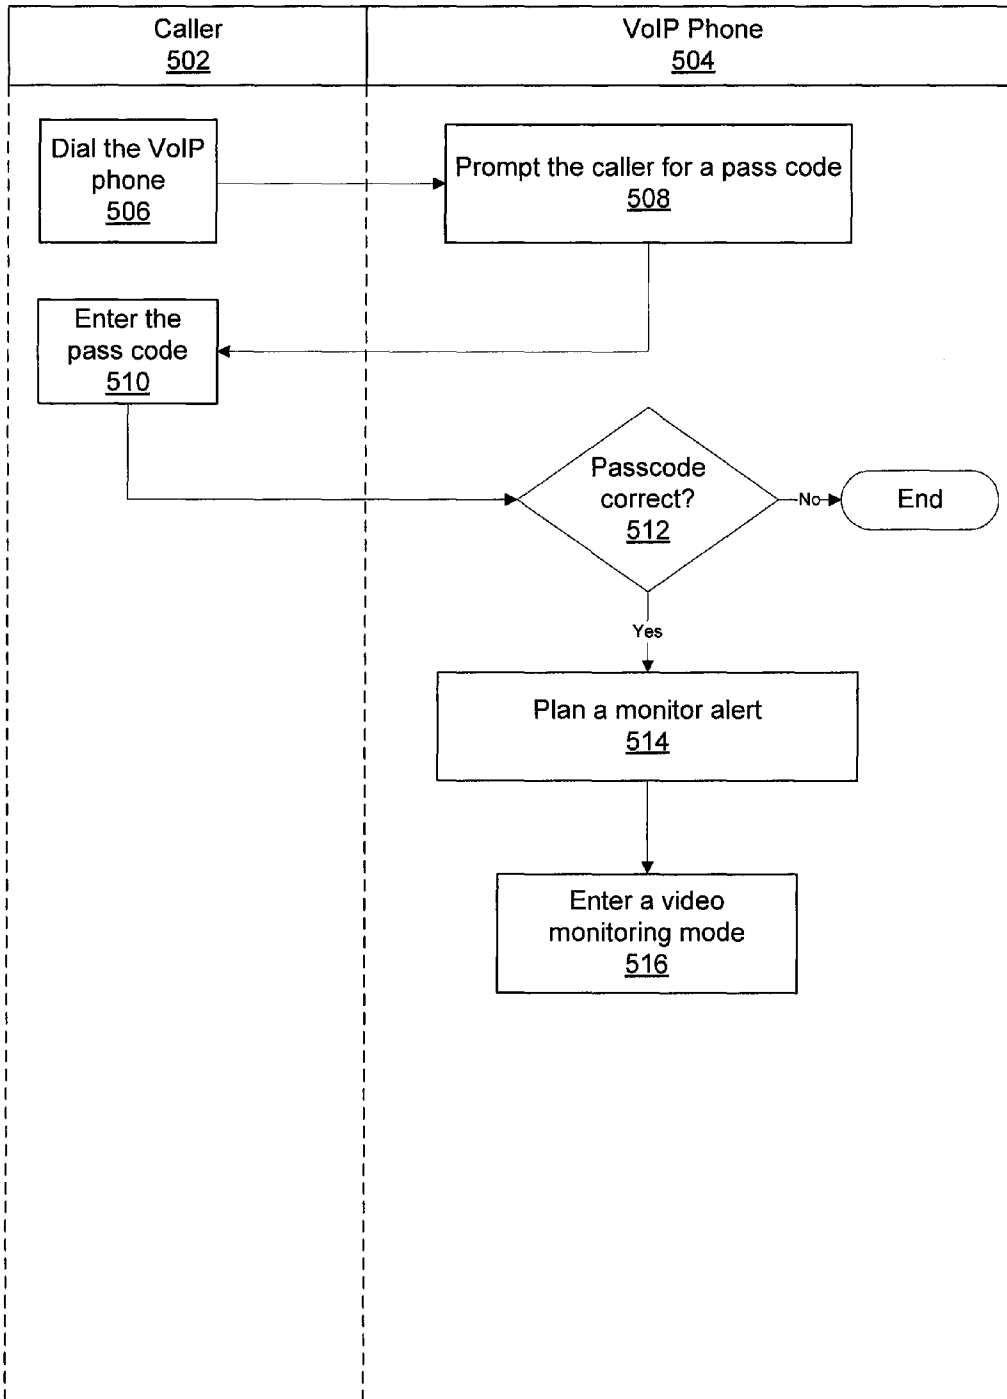 Caller
502
VoIP Phone
504
Dial the VoIP
phone
506
Prompt the caller for a pass code
508
Enter the
pass code
510
Passcode
correct?
512
No
End
Yes
Plan a monitor alert
514
Enter a video
monitoring mode
516